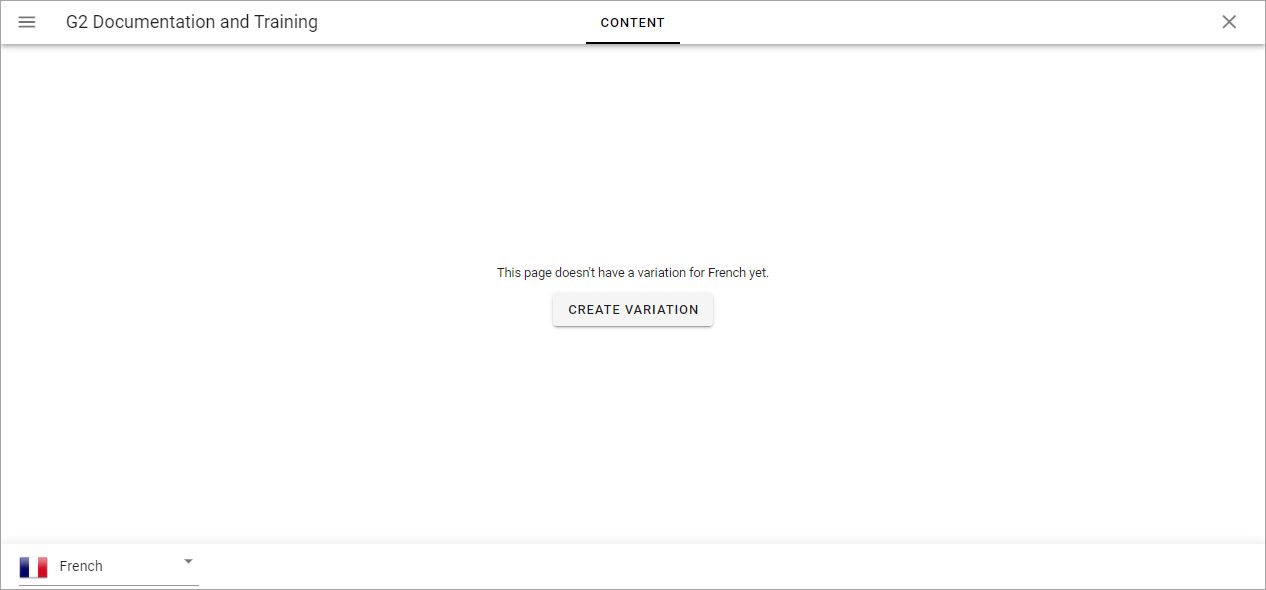 G2 Documentation and Training
CONTENT
This page doesn't have a variation for French yet.
CREATE VARIATION
French